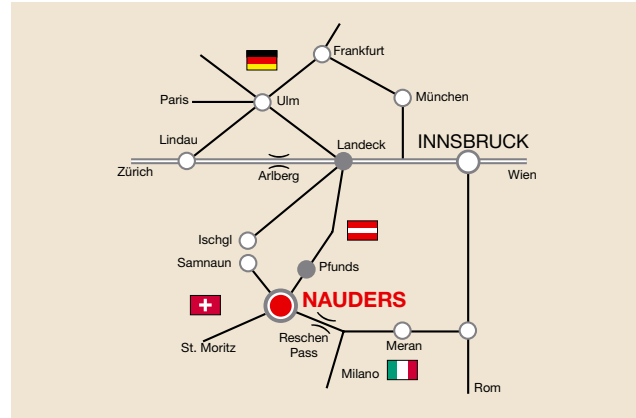 Frankfurt
Paris
Ulm
München
Lindau
Landeck
INNSBRUCK
Zürich
Arlberg
Wien
Ischgl
Samnaun
Pfunds
NAUDERS
St. Moritz
Reschen
Pass
Meran
Milano
Rom